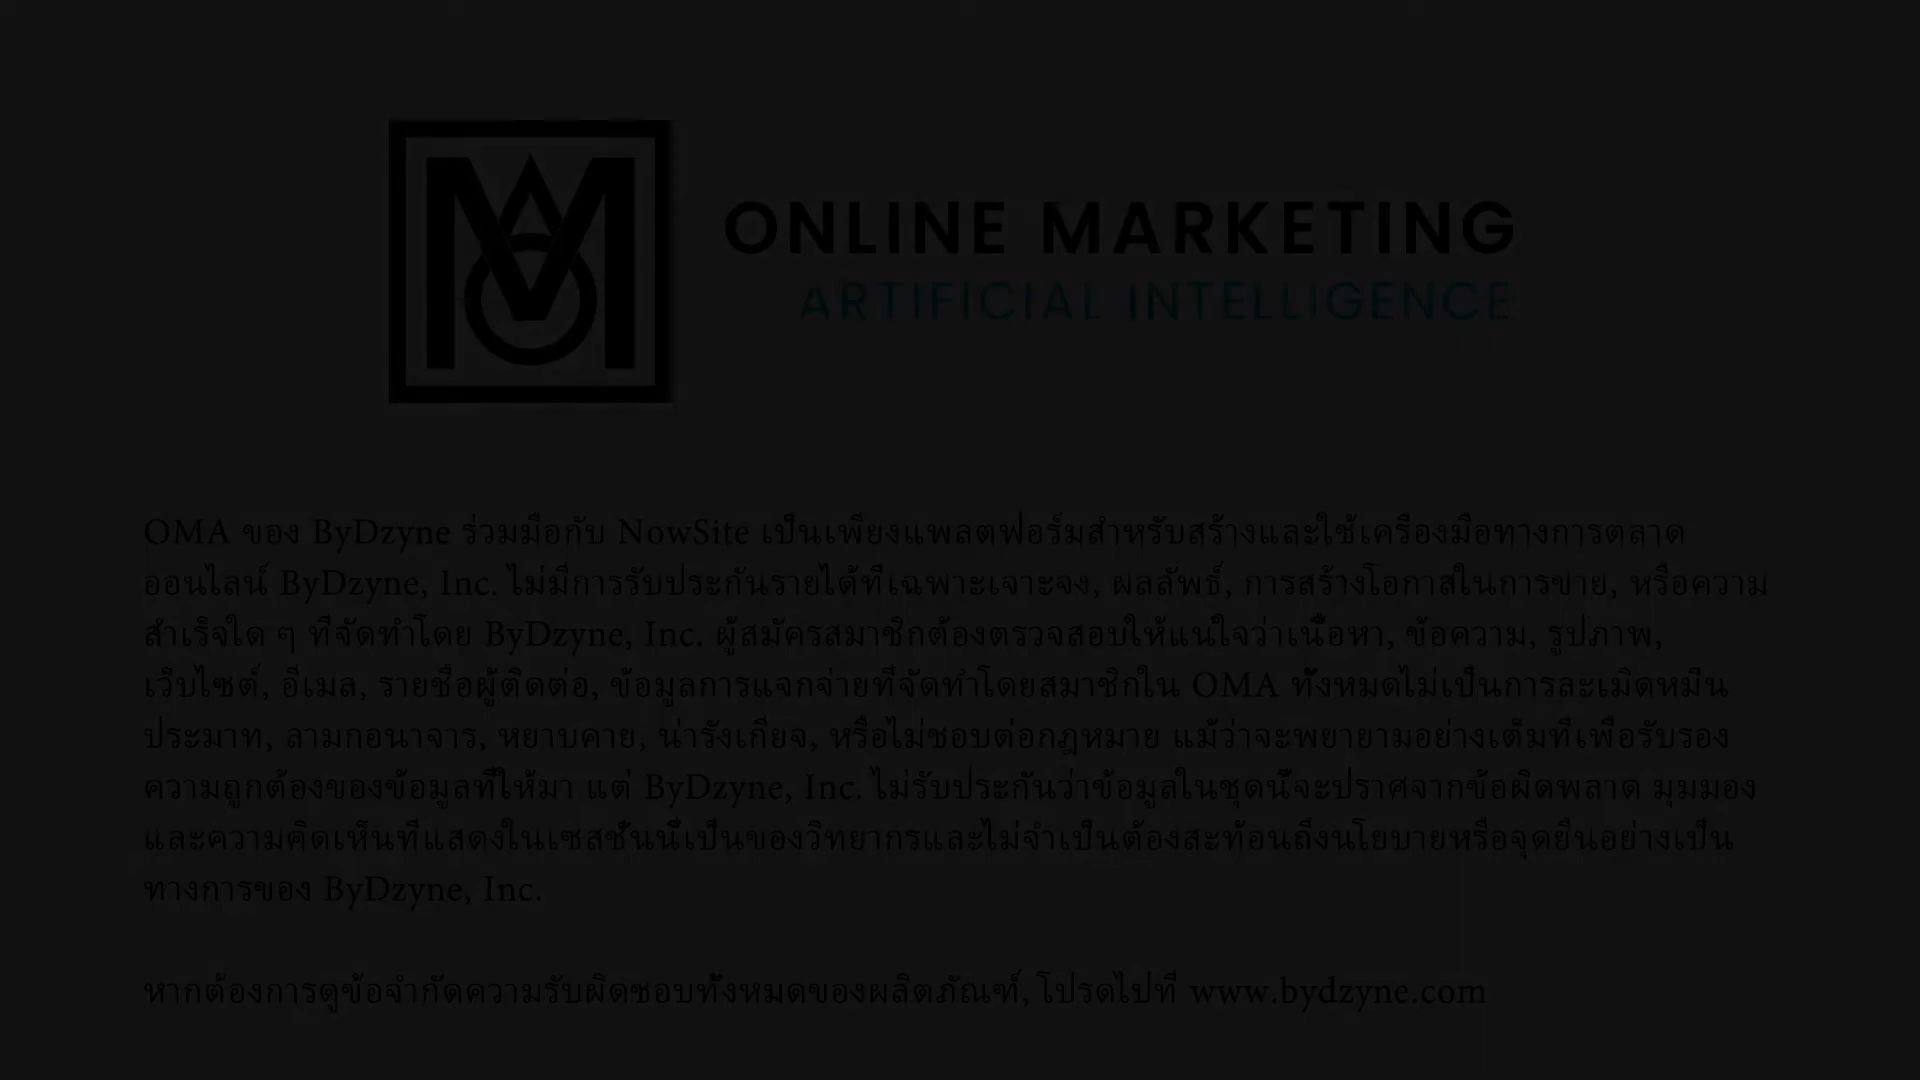 ONLINE MARKETING
ARTIFICIAL INTELLIGENCE
OMA ของ ByDzyne ร่วมมือกับ NowSite เป็นเพียงแพลตฟอร์มสำหรับสร้างและใช้เครื่องมือทางการตลาด
ออนไลน์ ByDzyne, Inc. ไม่มีการรับประกันรายได้ที่เฉพาะเจาะจง, ผลลัพธ์, การสร้างโอกาสในการขาย, หรือความ
สำเร็จใด ๆ ที่จัดทำโดย ByDzyne, Inc. ผู้สมัครสมาชิกต้องตรวจสอบให้แน่ใจว่าเนื้อหา, ข้อความ, รูปภาพ,
เว็บไซต์, อีเมล, รายชื่อผู้ติดต่อ, ข้อมูลการแจกจ่ายที่จัดทำโดยสมาชิกใน OMA ทั้งหมดไม่เป็นการละเมิดหมิ่น
ประมาท, ลามกอนาจาร, หยาบคาย, น่ารังเกียจ, หรือไม่ชอบต่อกฎหมาย แม้ว่าจะพยายามอย่างเต็มที่เพื่อรับรอง
ความถูกต้องของข้อมูลที่ให้มา แต่ ByDzyne, Inc. ไม่รับประกันว่าข้อมูลในชุดนี้จะปราศจากข้อผิดพลาด มุมมอง
และความคิดเห็นที่แสดงในเซสชั่นนี้เป็นของวิทยากรและไม่จำเป็นต้องสะท้อนถึงนโยบายหรือจุดยืนอย่างเป็น
ทางการของ ByDzyne, Inc.
หากต้องการดูข้อจำกัดความรับผิดชอบทั้งหมดของผลิตภัณฑ์, โปรดไปที่ www.bydzyne.com